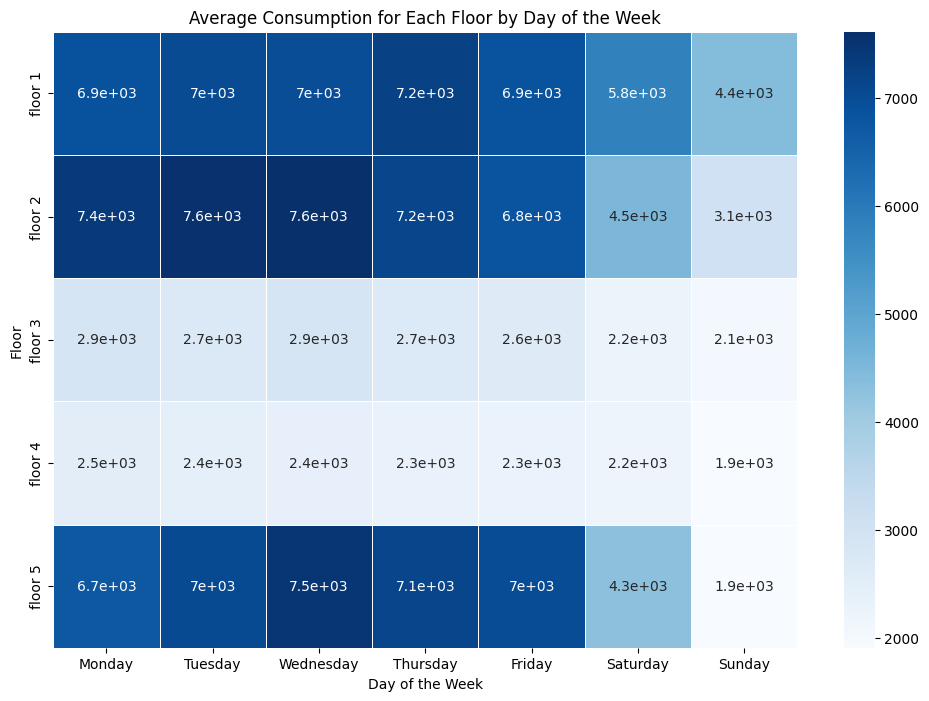 Average Consumption for Each Floor by Day of the Week
floor 1
6.9e+03 7e+03 7e+03 7.2e+03 6.9e+03 5.8e+03 4.4e+03
floor 2
7.4e+03 7.6e+03 7.6e+03 7.2e+03 6.8e+03 4.5e+03 3.1e+03
Floor
floor 3
2.9e+03 2.7e+03 2.9e+03 2.7e+03 2.6e+03 2.2e+03 2.1e+03
floor 4
2.5e+03 2.4e+03 2.4e+03 2.3e+03 2.3e+03 2.2e+03 1.9e+03
floor 5
6.7e+03 7e+03 7.5e+03 7.1e+03 7e+03 4.3e+03 1.9e+03
Monday Tuesday Wednesday Thursday Friday Saturday Sunday
Day of the Week
7000
6000
5000
4000
3000
2000